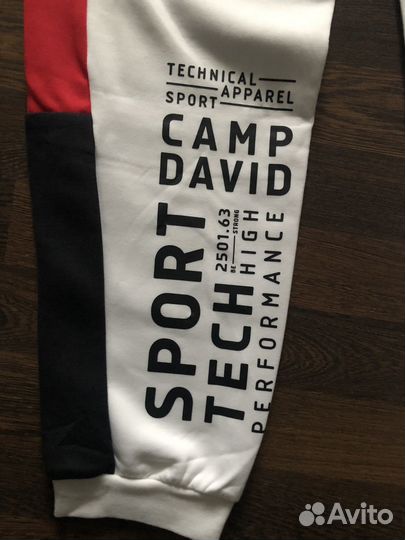 TECHNICAL
APPAREL
SPORT
CAMP
DAVID
SPORT
TECH
2501.63
BE STRONG
HIGH
PERFORMANCE
Avito